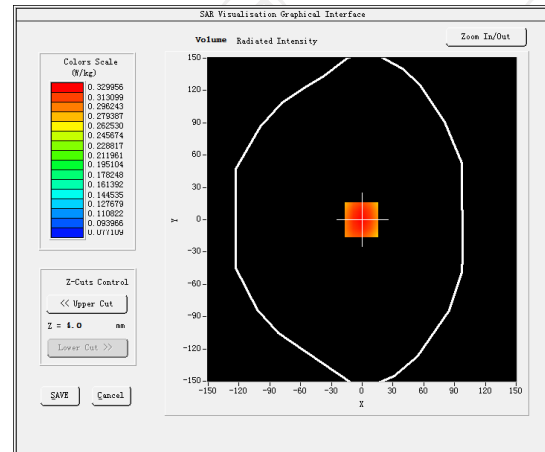 SAR Visualisation Graphical Interface
Volume Radiated Intensity
Zoom In/Out
Colors Scale
(W/kg)
0.329956
0.313099
0.296243
0.279387
0.262530
0.245674
0.228817
0.211961
0.195104
0.178248
0.161392
0.144535
0.127679
0.110822
0.093966
0.077109
Z-Cuts Control
<< Upper Cut
Z = 4.0 mm
Lower Cut >>
SAVE Cancel
150
120
90
60
30
0
-30
-60
-90
-120
-150
Y
-150 -120 -90 -60 -30 0 30 60 90 120 150
X